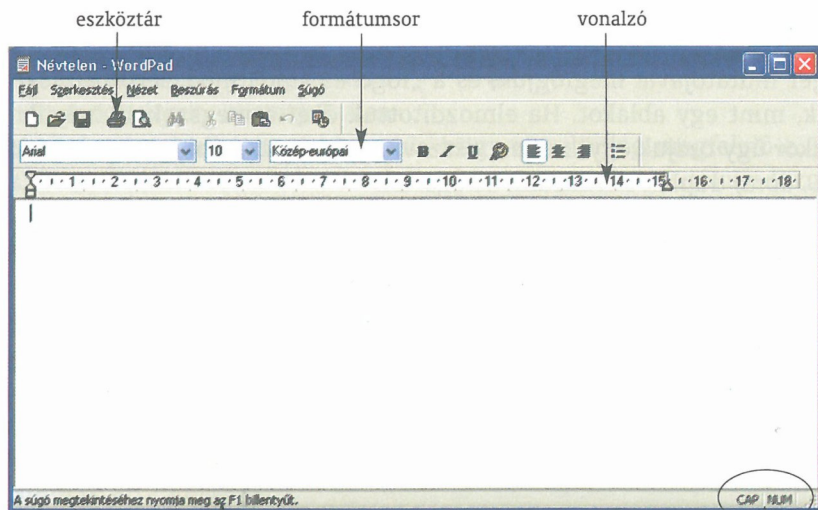 eszköztár formátumsor vonalzó
Névtelen - WordPad
Fájl Szerkesztés Nézet Beszúrás Formátum Súgó
Arial 10 Közép-európai B / U
1 2 3 4 5 6 7 8 9 10 11 12 13 14 15 16 17 18
A súgó megtekintéséhez nyomja meg az F1 billentyűt. CAP NUM